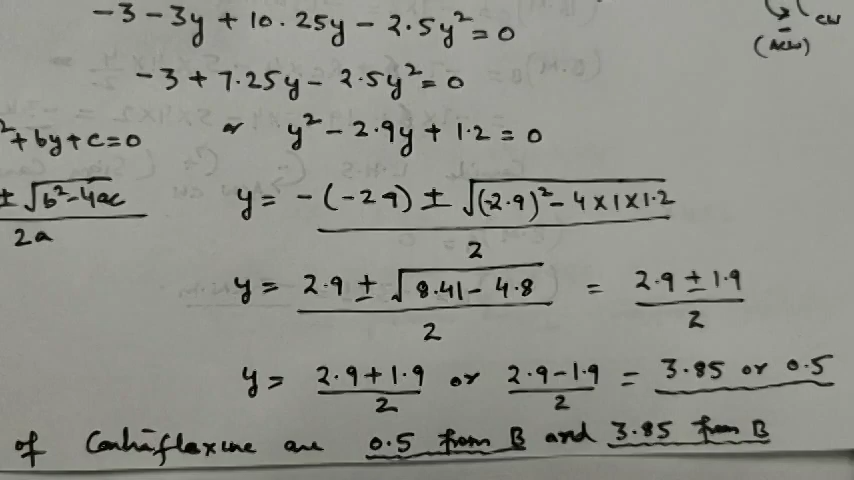 -3 - 3y + 10.25y - 2.5y² = 0
cw
(ACW)
-3 + 7.25y - 2.5y² = 0
² + by + c = 0 or y² - 2.9y + 1.2 = 0
± √(b² - 4ac) / 2a y = -(-2.9) ± √((-2.9)² - 4×1×1.2) / 2
y = 2.9 ± √(8.41 - 4.8) / 2 = 2.9 ± 1.9 / 2
y = 2.9 + 1.9 / 2 or 2.9 - 1.9 / 2 = 3.85 or 0.5
of Contraflexure are 0.5 from B and 3.85 from B